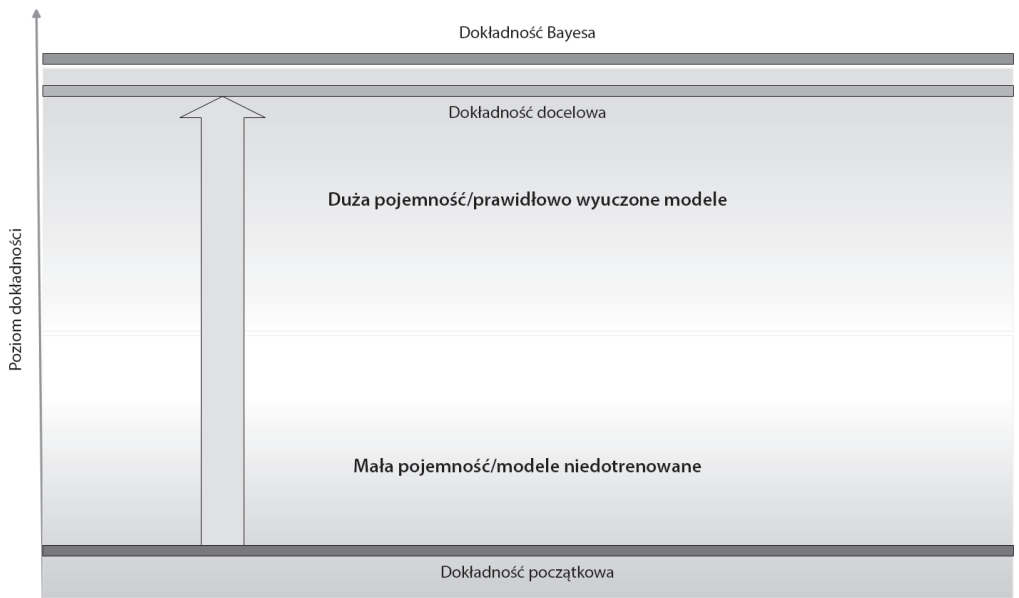 Dokładność Bayesa
Dokładność docelowa
Duża pojemność/prawidłowo wyuczone modele
Poziom dokładności
Mała pojemność/modele niedotrenowane
Dokładność początkowa